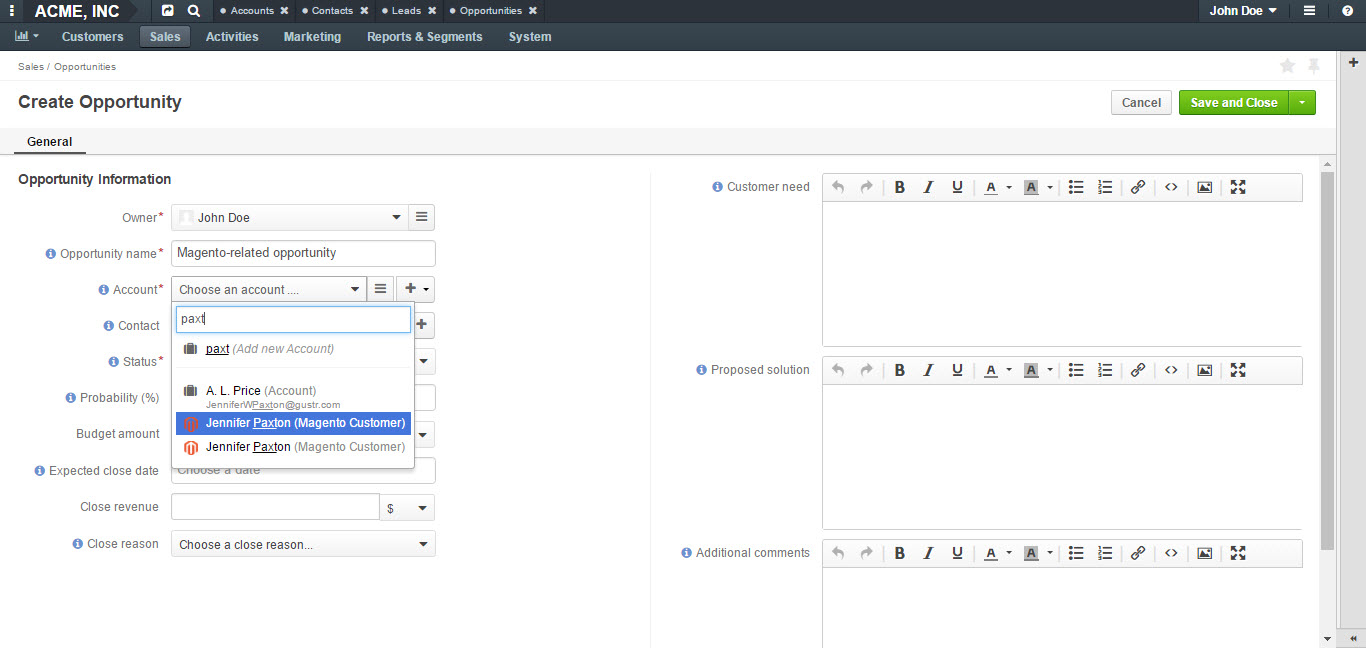 ACME, INC
Accounts ✖ Contacts ✖ Leads ✖ Opportunities ✖
John Doe
Customers Sales Activities Marketing Reports & Segments System
Sales / Opportunities
Create Opportunity
Cancel Save and Close
General
Opportunity Information
Owner* John Doe
Opportunity name* Magento-related opportunity
Account* Choose an account ....
paxt
paxt (Add new Account)
A. L. Price (Account)
JenniferWPaxton@gustr.com
Jennifer Paxton (Magento Customer)
Jennifer Paxton (Magento Customer)
Contact
Status*
Probability (%)
Budget amount
Expected close date Choose a date
Close revenue $
Close reason Choose a close reason...
Customer need B I U A A
Proposed solution B I U A A
Additional comments B I U A A